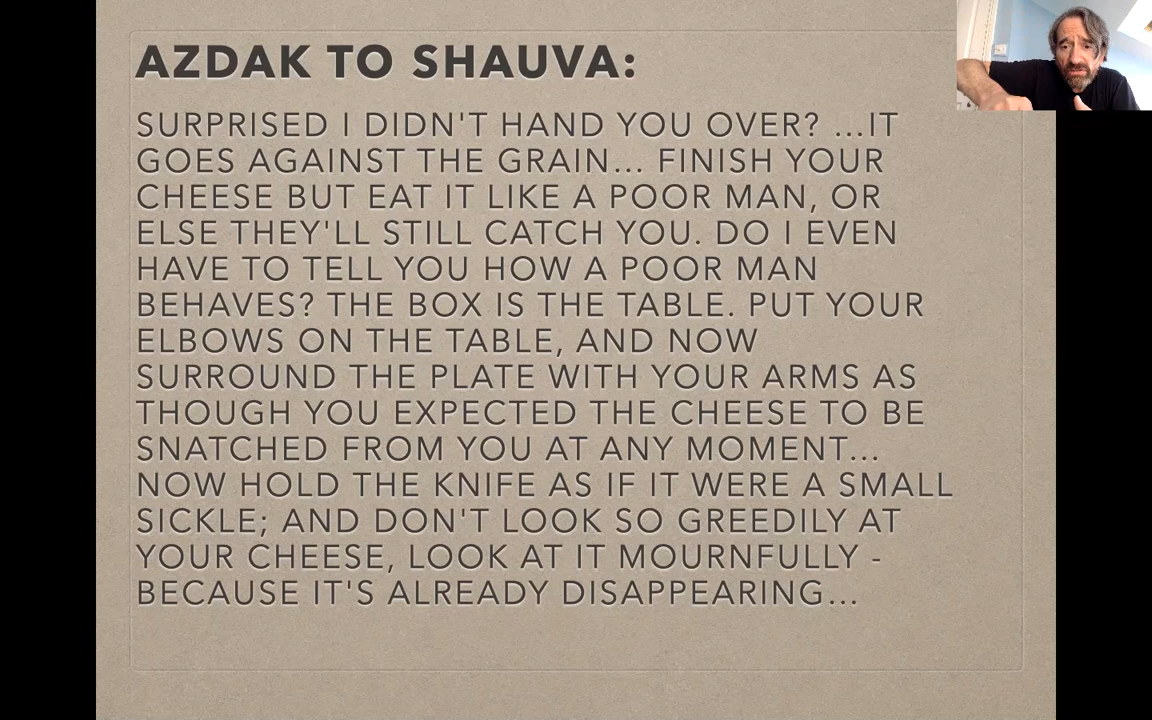 AZDAK TO SHAUVA:
SURPRISED I DIDN'T HAND YOU OVER? ...IT
GOES AGAINST THE GRAIN... FINISH YOUR
CHEESE BUT EAT IT LIKE A POOR MAN, OR
ELSE THEY'LL STILL CATCH YOU. DO I EVEN
HAVE TO TELL YOU HOW A POOR MAN
BEHAVES? THE BOX IS THE TABLE. PUT YOUR
ELBOWS ON THE TABLE, AND NOW
SURROUND THE PLATE WITH YOUR ARMS AS
THOUGH YOU EXPECTED THE CHEESE TO BE
SNATCHED FROM YOU AT ANY MOMENT...
NOW HOLD THE KNIFE AS IF IT WERE A SMALL
SICKLE; AND DON'T LOOK SO GREEDILY AT
YOUR CHEESE, LOOK AT IT MOURNFULLY -
BECAUSE IT'S ALREADY DISAPPEARING...